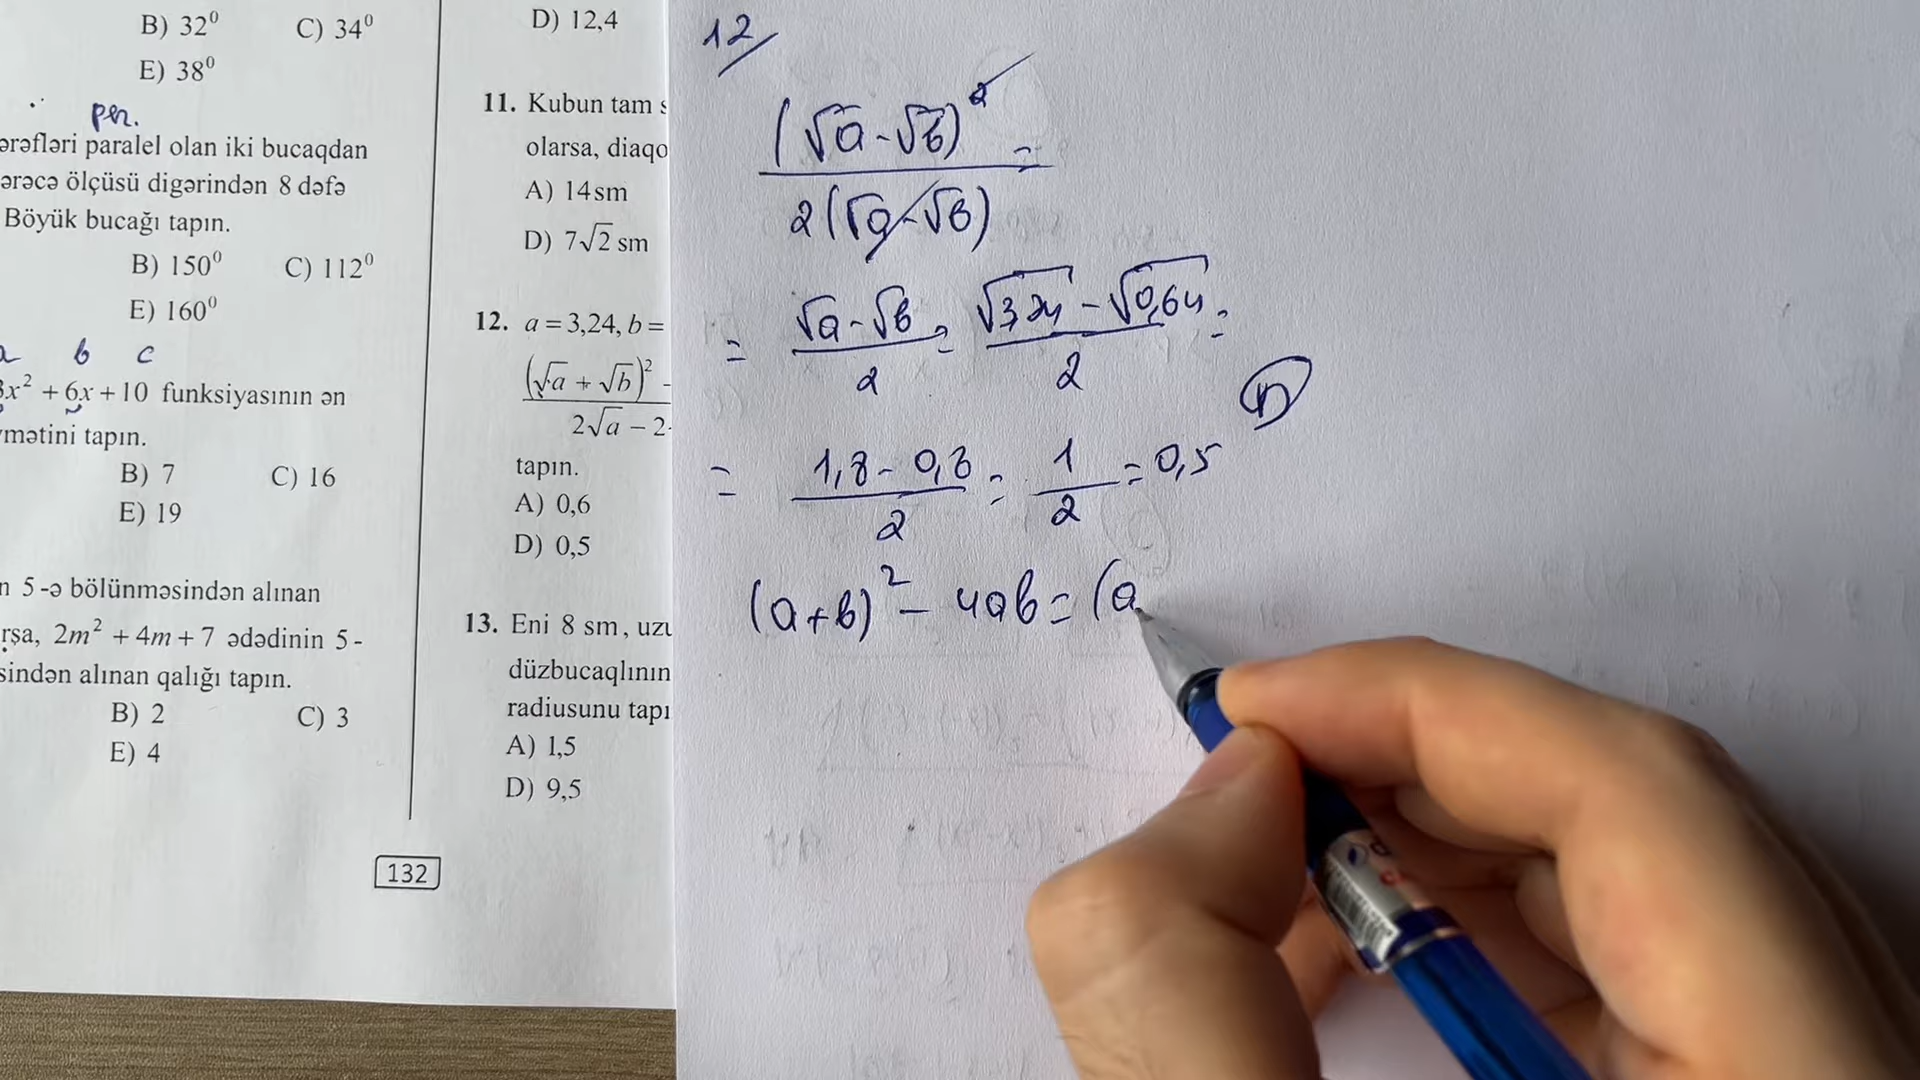 B) 32⁰ C) 34⁰
E) 38⁰
per.
ərəfləri paralel olan iki bucaqdan
ərəcə ölçüsü digərindən 8 dəfə
Böyük bucağı tapın.
B) 150⁰ C) 112⁰
E) 160⁰
a b c
3x² + 6x + 10 funksiyasının ən
mətini tapın.
B) 7 C) 16
E) 19
n 5-ə bölünməsindən alınan
rşa, 2m² + 4m + 7 ədədinin 5-
sindən alınan qalığı tapın.
B) 2 C) 3
E) 4
132
D) 12,4
11. Kubun tam s
olarsa, diaqo
A) 14 sm
D) 7√2 sm
12. a = 3,24, b =
(√a + √b)² -
2√a − 2
tapın.
A) 0,6
D) 0,5
13. Eni 8 sm, uzu
düzbucaqlının
radiusunu tapı
A) 1,5
D) 9,5
12/
(√a - √b)² =
2(√a - √b)
= √a - √b = √3,24 - √0,64 =
2 2
D
= 1,8 - 0,8 = 1 = 0,5
2 2
(a+b)² - 4ab = (a